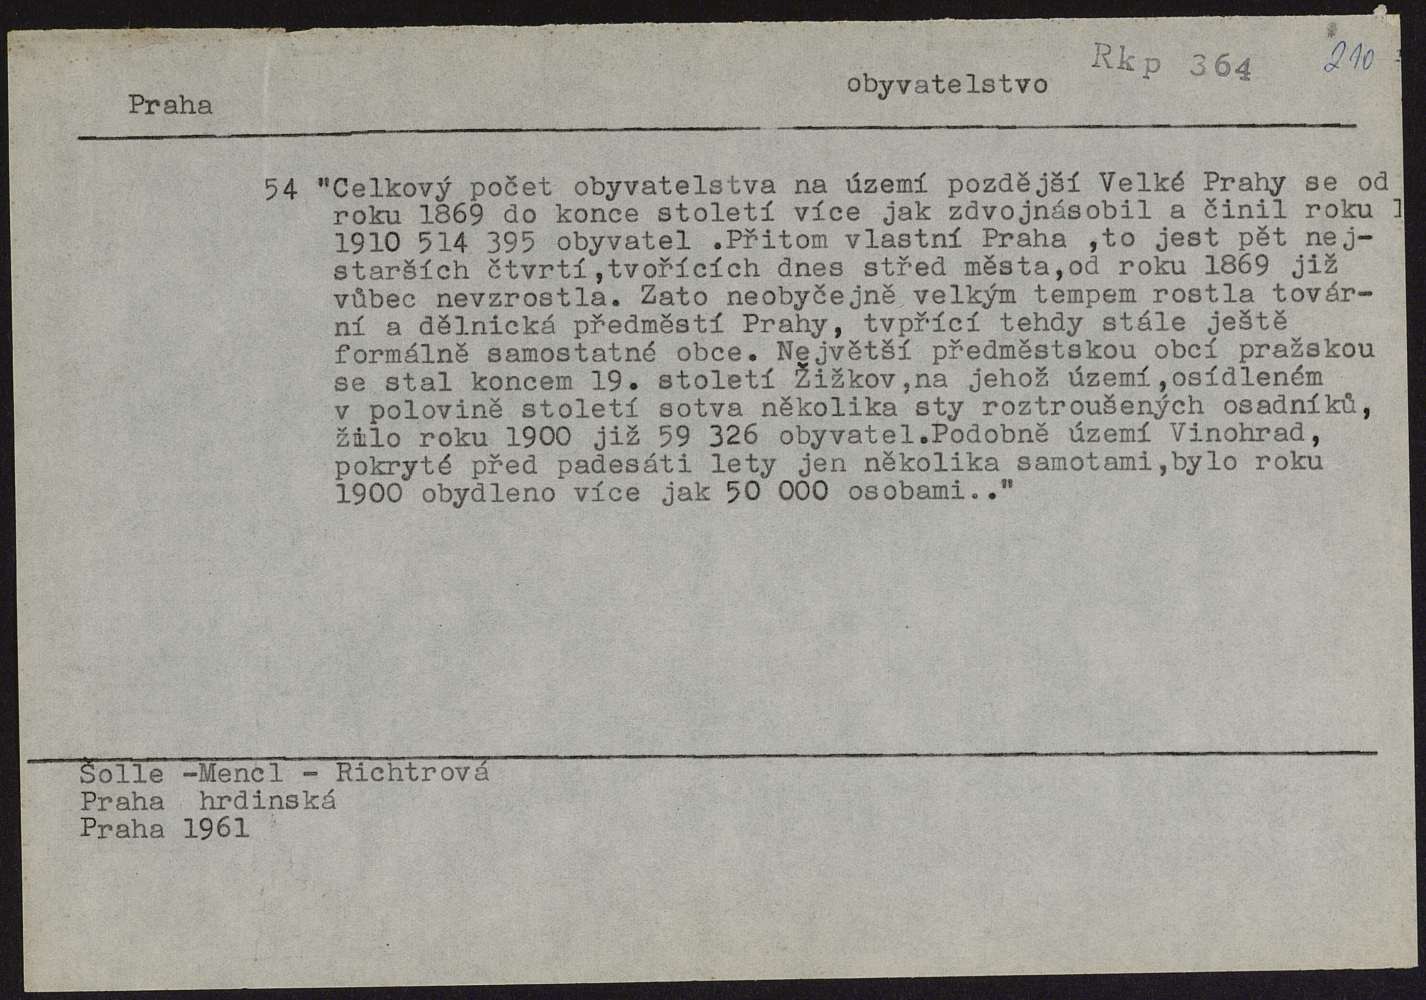 Praha
obyvatelstvo
Rkp 364
210
54 "Celkový počet obyvatelstva na území pozdější Velké Prahy se od
roku 1869 do konce století více jak zdvojnásobil a činil roku 1
1910 514 395 obyvatel .Přitom vlastní Praha ,to jest pět nej-
starších čtvrtí,tvořících dnes střed města,od roku 1869 již
vůbec nevzrostla. Zato neobyčejně velkým tempem rostla továr-
ní a dělnická předměstí Prahy, tvpřící tehdy stále ještě
formálně samostatné obce. Největší předměstskou obcí pražskou
se stal koncem 19. století Žižkov,na jehož území,osídleném
v polovině století sotva několika sty roztroušených osadníků,
žilo roku 1900 již 59 326 obyvatel.Podobně území Vinohrad,
pokryté před padesáti lety jen několika samotami,bylo roku
1900 obydleno více jak 50 000 osobami.."
Šolle -Mencl - Richtrová
Praha hrdinská
Praha 1961